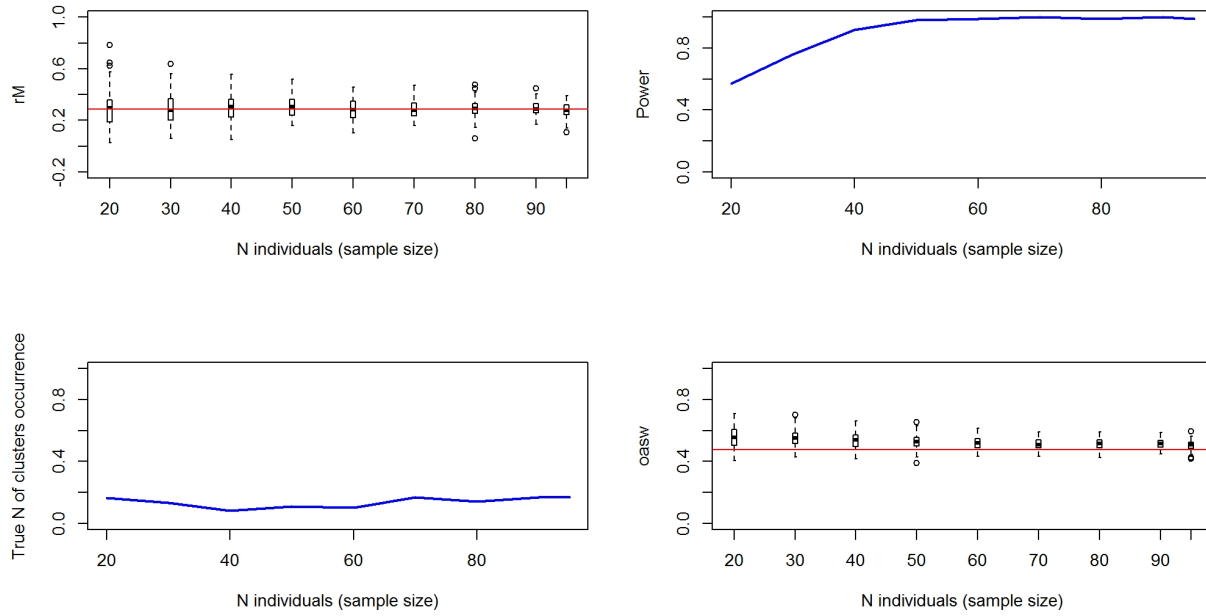 rM
1.0
0.6
0.2
-0.2
20 30 40 50 60 70 80 90
N individuals (sample size)
Power
0.8
0.4
0.0
20 40 60 80
N individuals (sample size)
True N of clusters occurrence
0.8
0.4
0.0
20 40 60 80
N individuals (sample size)
oasw
0.8
0.4
0.0
20 30 40 50 60 70 80 90
N individuals (sample size)